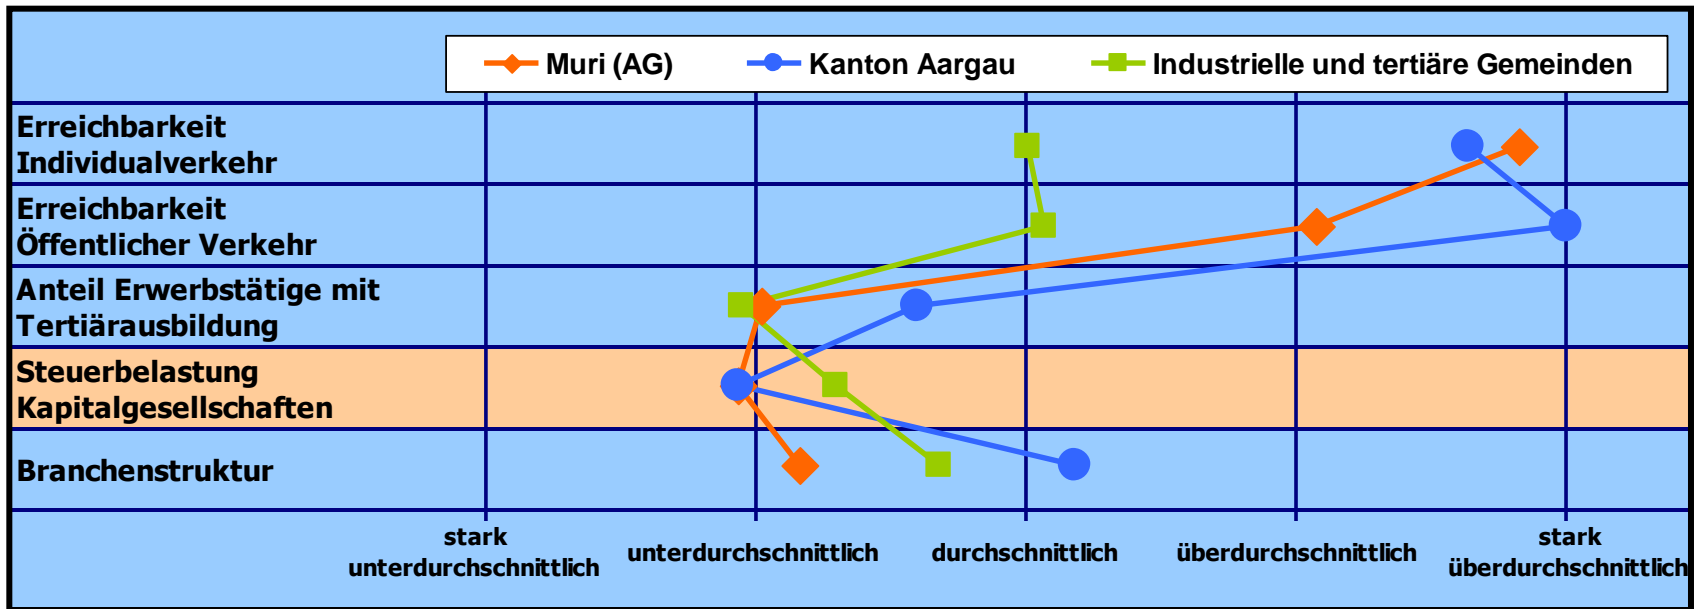 Muri (AG) Kanton Aargau Industrielle und tertiäre Gemeinden
Erreichbarkeit
Individualverkehr
Erreichbarkeit
Öffentlicher Verkehr
Anteil Erwerbstätige mit
Tertiärausbildung
Steuerbelastung
Kapitalgesellschaften
Branchenstruktur
stark
unterdurchschnittlich
unterdurchschnittlich
durchschnittlich
überdurchschnittlich
stark
überdurchschnittlich